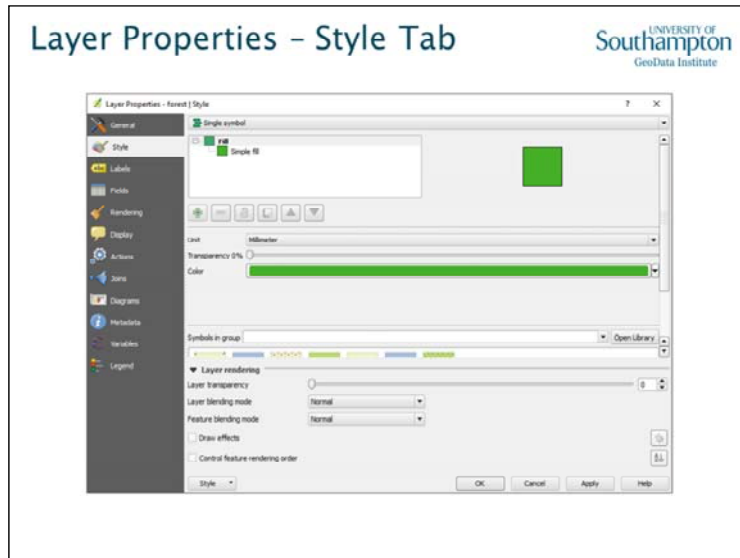 Layer Properties – Style Tab
UNIVERSITY OF
Southampton
GeoData Institute
Layer Properties - forest | Style
? ×
General
Style
Labels
Fields
Rendering
Display
Actions
Joins
Diagrams
Metadata
Variables
Legend
Single symbol
Fill
Simple fill
Unit Millimeter
Transparency 0%
Color
Symbols in group Open Library
Layer rendering
Layer transparency 0
Layer blending mode Normal
Feature blending mode Normal
Draw effects
Control feature rendering order
Style OK Cancel Apply Help